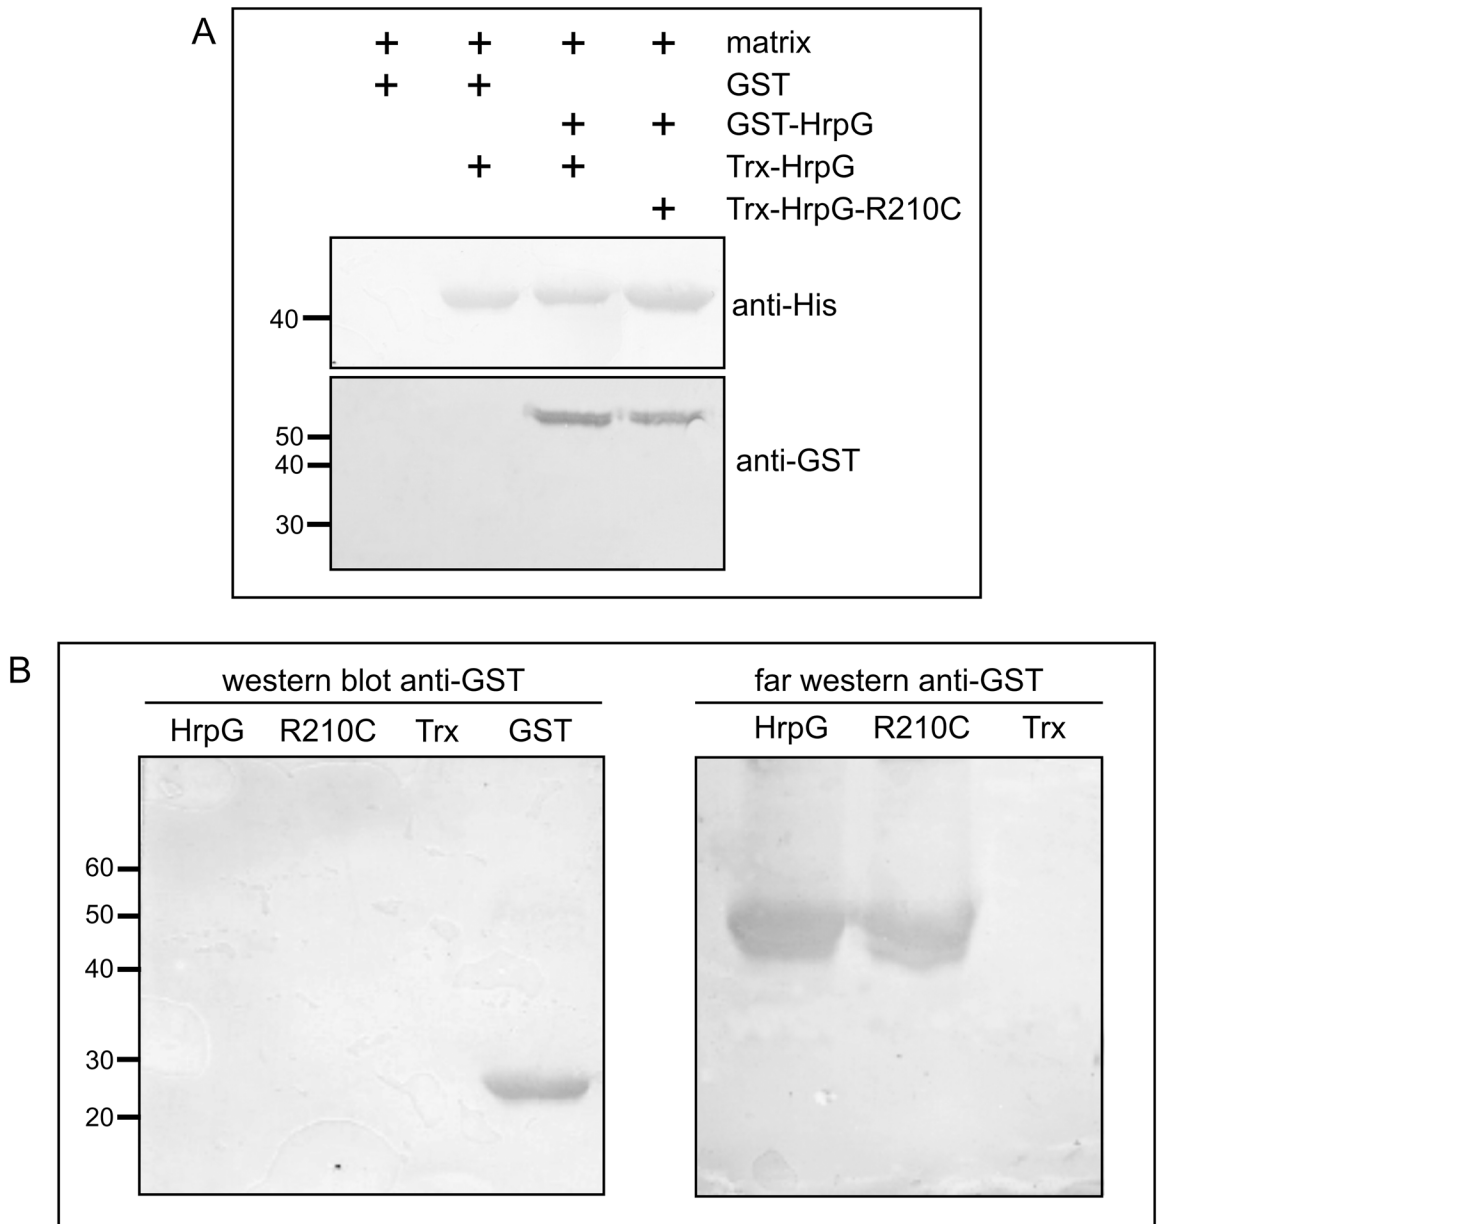 A
+ + + + matrix
+ + GST
+ + GST-HrpG
+ + Trx-HrpG
+ Trx-HrpG-R210C
40 anti-His
50
40 anti-GST
30
B
western blot anti-GST far western anti-GST
HrpG R210C Trx GST HrpG R210C Trx
60
50
40
30
20